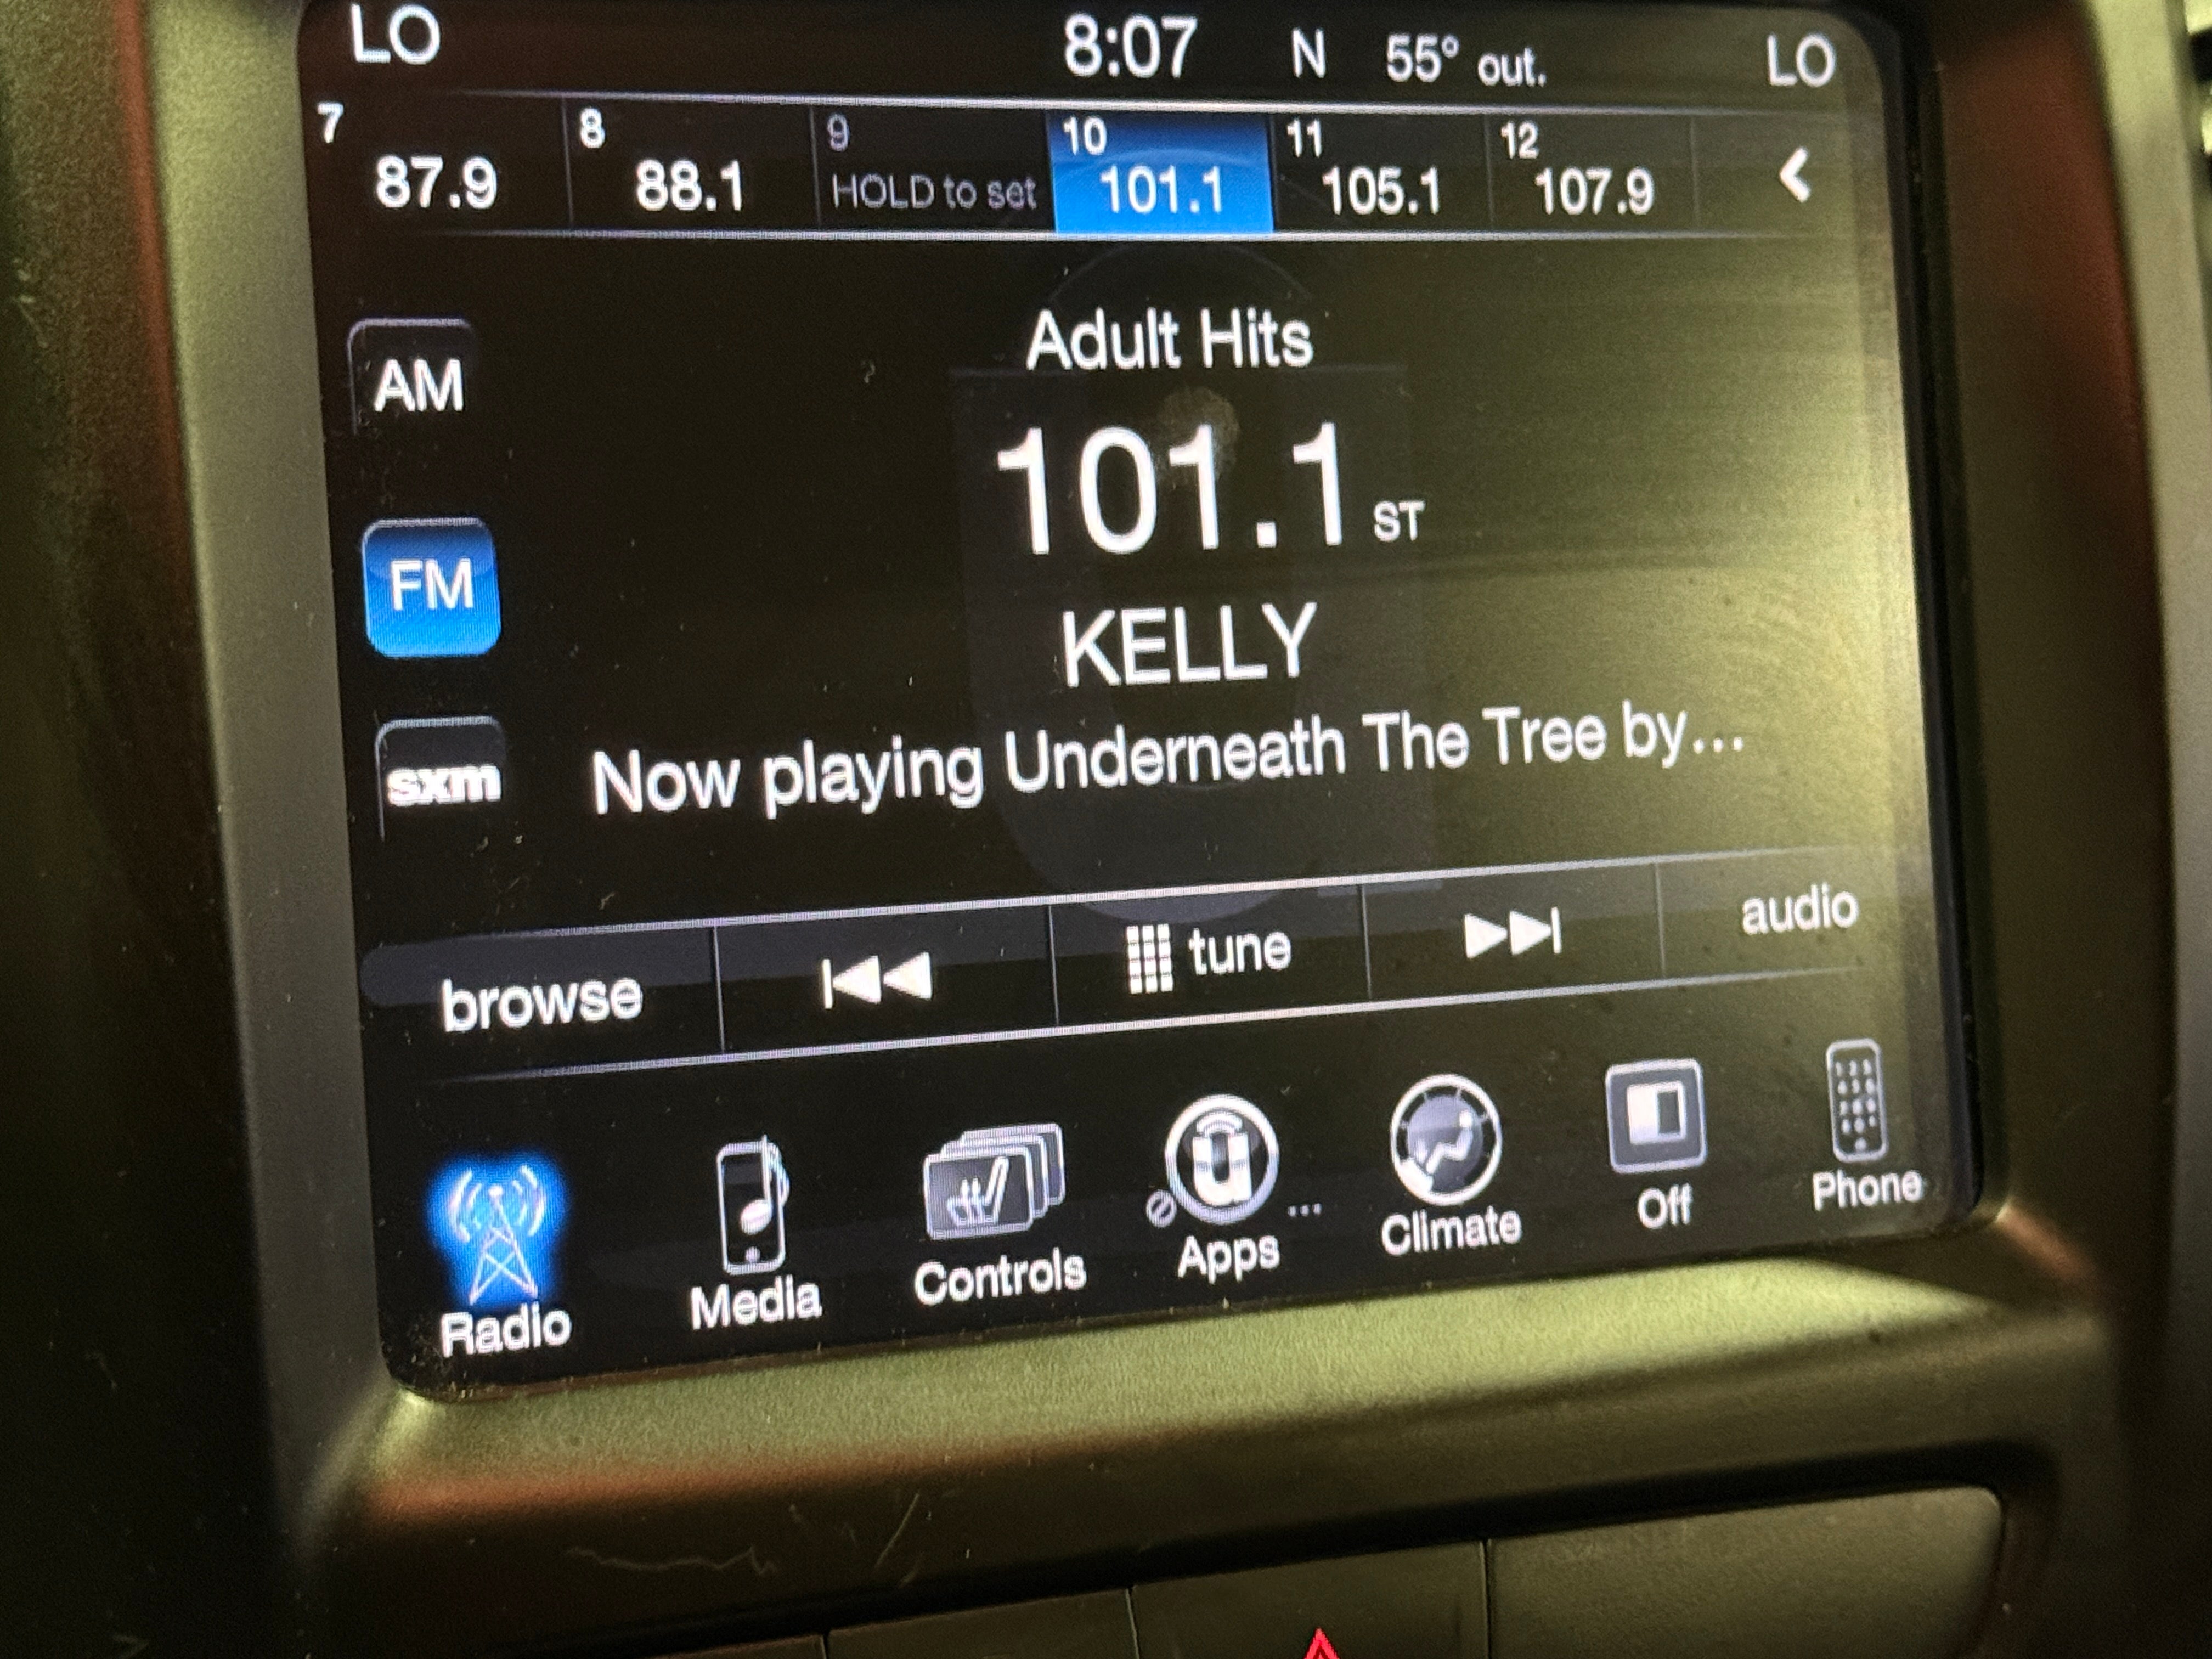 LO 8:07 N 55° out. LO
7 8 9 10 11 12
87.9 88.1 HOLD to set 101.1 105.1 107.9
Adult Hits
AM
101.1 ST
FM
KELLY
sxm
Now playing Underneath The Tree by...
browse tune audio
Radio Media Controls Apps ... Climate Off Phone